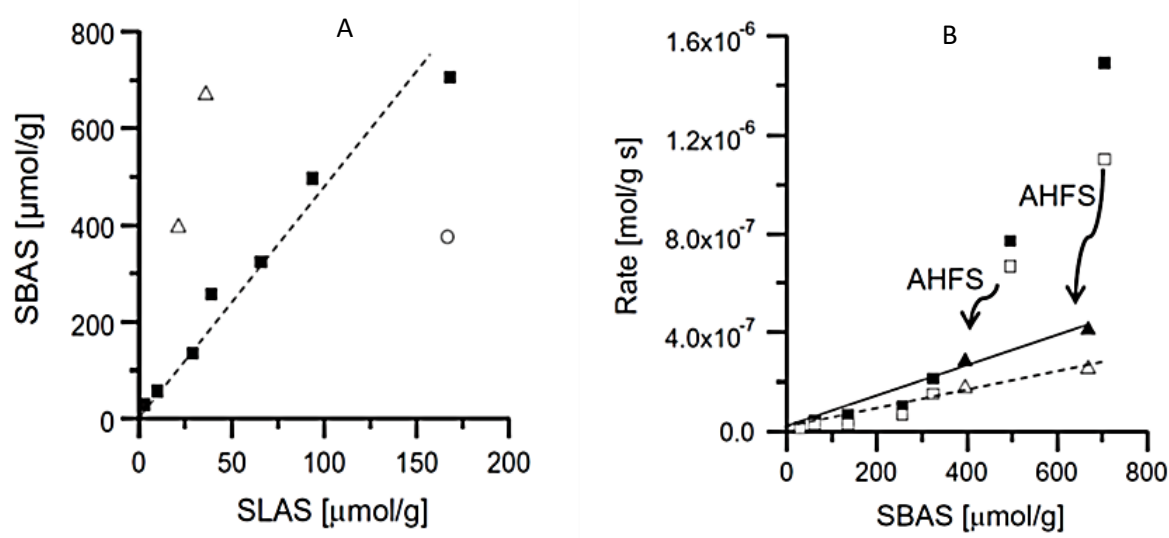 A
SBAS [μmol/g]
800
600
400
200
0
0 50 100 150 200
SLAS [μmol/g]
B
Rate [mol/g s]
1.6x10⁻⁶
1.2x10⁻⁶
8.0x10⁻⁷
4.0x10⁻⁷
0.0
AHFS
AHFS
0 200 400 600 800
SBAS [μmol/g]